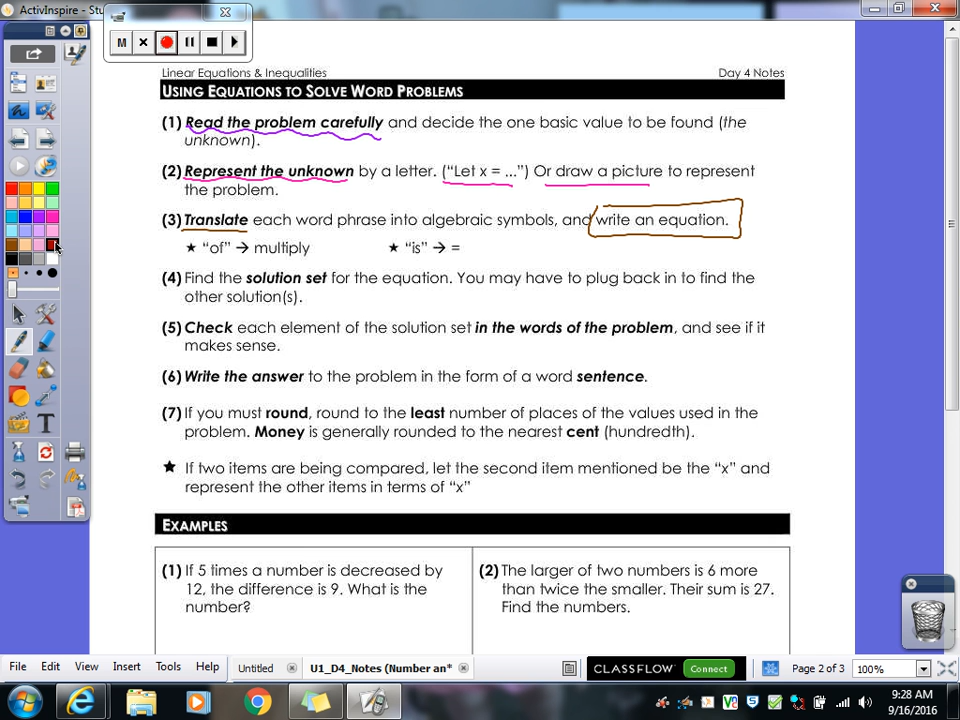 ActivInspire - Stu
M
Linear Equations & Inequalities Day 4 Notes
USING EQUATIONS TO SOLVE WORD PROBLEMS
(1) Read the problem carefully and decide the one basic value to be found (the
unknown).
(2) Represent the unknown by a letter. (“Let x = ...”) Or draw a picture to represent
the problem.
(3) Translate each word phrase into algebraic symbols, and write an equation.
★ “of” → multiply ★ “is” → =
(4) Find the solution set for the equation. You may have to plug back in to find the
other solution(s).
(5) Check each element of the solution set in the words of the problem, and see if it
makes sense.
(6) Write the answer to the problem in the form of a word sentence.
(7) If you must round, round to the least number of places of the values used in the
problem. Money is generally rounded to the nearest cent (hundredth).
★ If two items are being compared, let the second item mentioned be the “x” and
represent the other items in terms of “x”
EXAMPLES
(1) If 5 times a number is decreased by
12, the difference is 9. What is the
number?
(2) The larger of two numbers is 6 more
than twice the smaller. Their sum is 27.
Find the numbers.
File Edit View Insert Tools Help Untitled U1_D4_Notes (Number an* CLASSFLOW Connect Page 2 of 3 100%
9:28 AM
9/16/2016